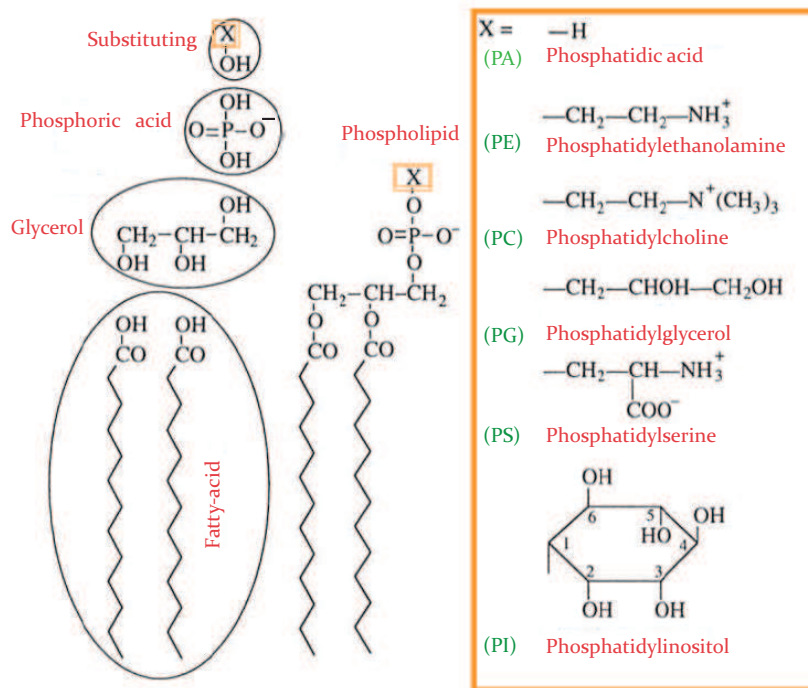 Substituting
X
OH
Phosphoric acid
OH
O=P—O⁻
OH
Glycerol
OH
CH₂—CH—CH₂
OH OH
OH OH
CO CO
Fatty-acid
Phospholipid
X
O
O=P—O⁻
O
CH₂—CH—CH₂
O O
CO CO
X = —H
(PA) Phosphatidic acid
—CH₂—CH₂—NH₃⁺
(PE) Phosphatidylethanolamine
—CH₂—CH₂—N⁺(CH₃)₃
(PC) Phosphatidylcholine
—CH₂—CHOH—CH₂OH
(PG) Phosphatidylglycerol
—CH₂—CH—NH₃⁺
COO⁻
(PS) Phosphatidylserine
OH
6 5 OH
1 HO 4
2 3
OH OH
(PI) Phosphatidylinositol